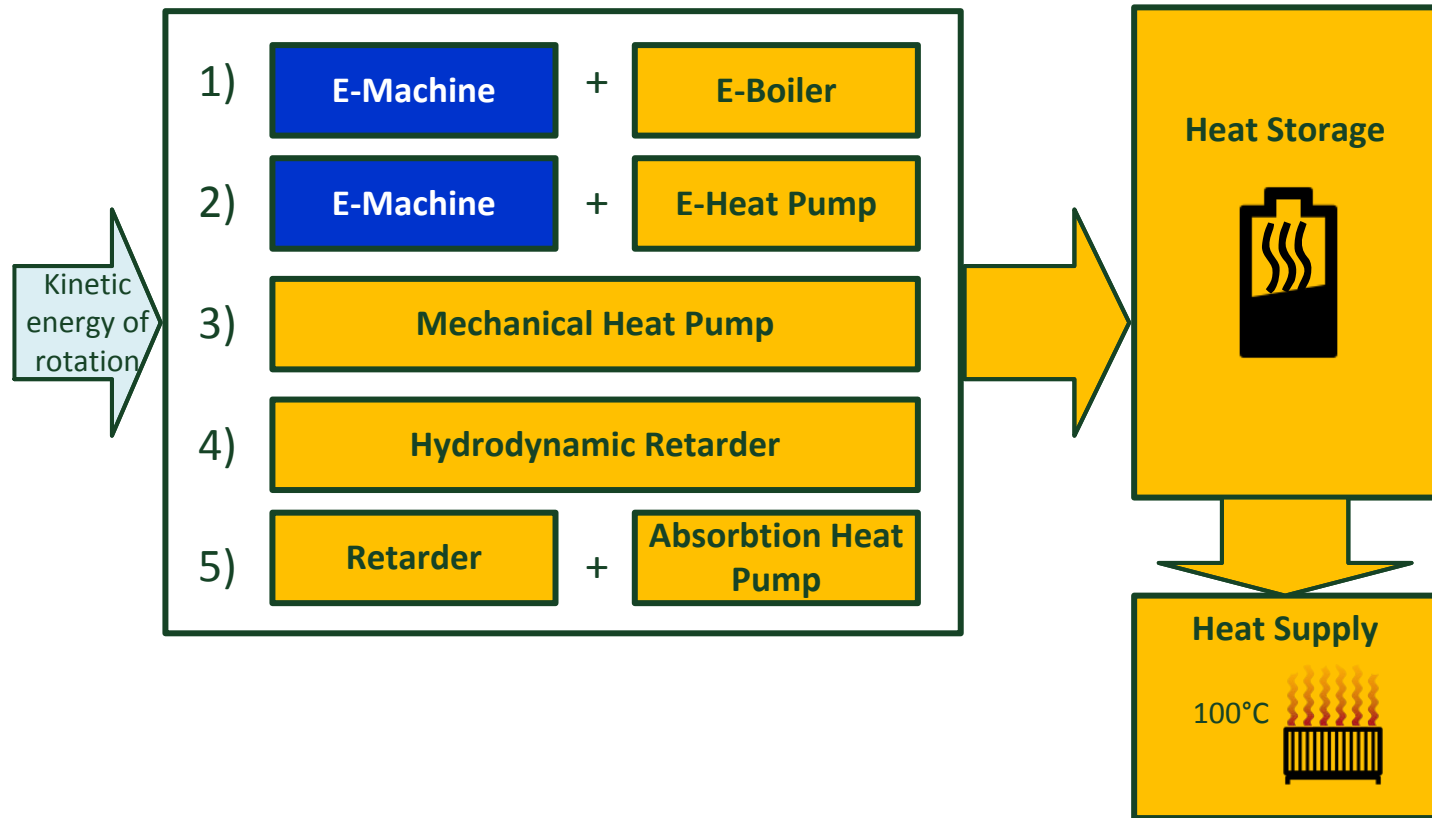 Kinetic
energy of
rotation
1) E-Machine + E-Boiler
2) E-Machine + E-Heat Pump
3) Mechanical Heat Pump
4) Hydrodynamic Retarder
5) Retarder + Absorbtion Heat
Pump
Heat Storage
Heat Supply
100°C